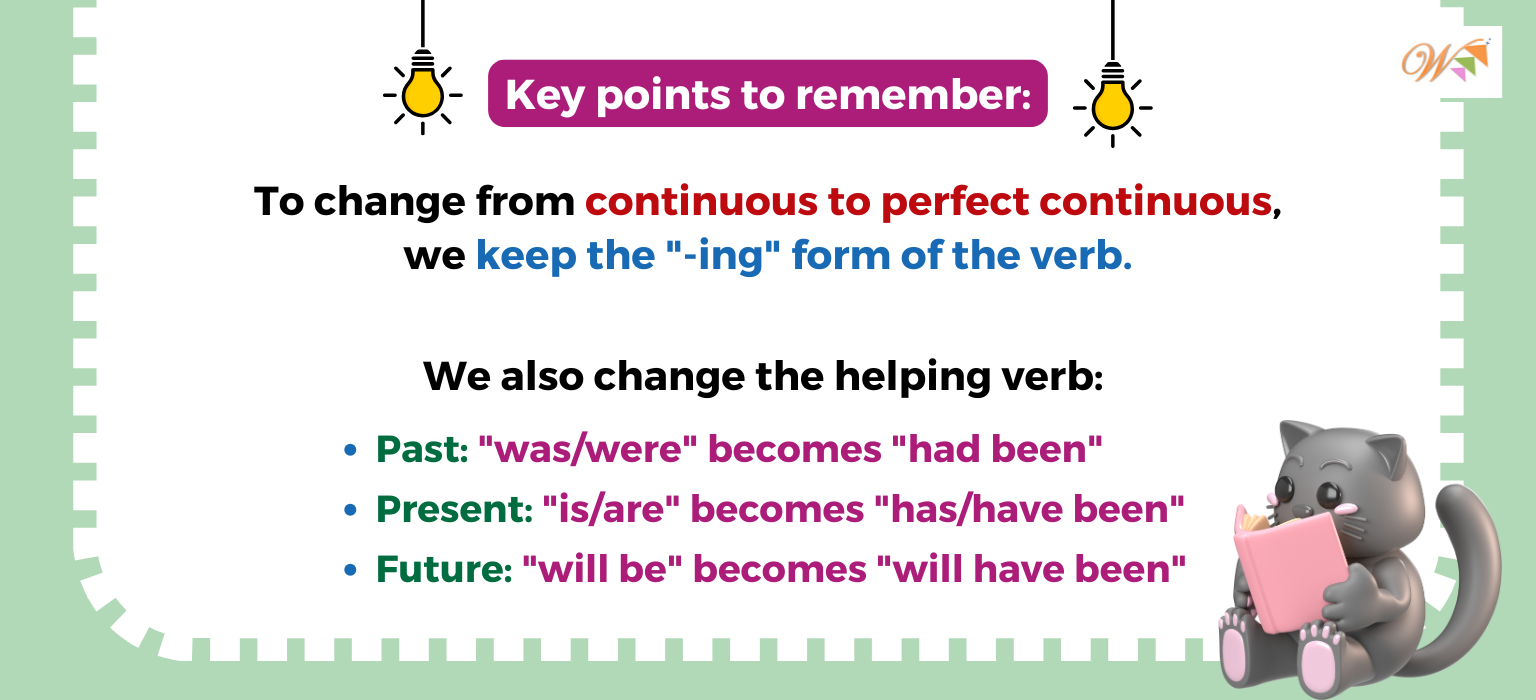 W
Key points to remember:
To change from continuous to perfect continuous,
we keep the "-ing" form of the verb.
We also change the helping verb:
• Past: "was/were" becomes "had been"
• Present: "is/are" becomes "has/have been"
• Future: "will be" becomes "will have been"